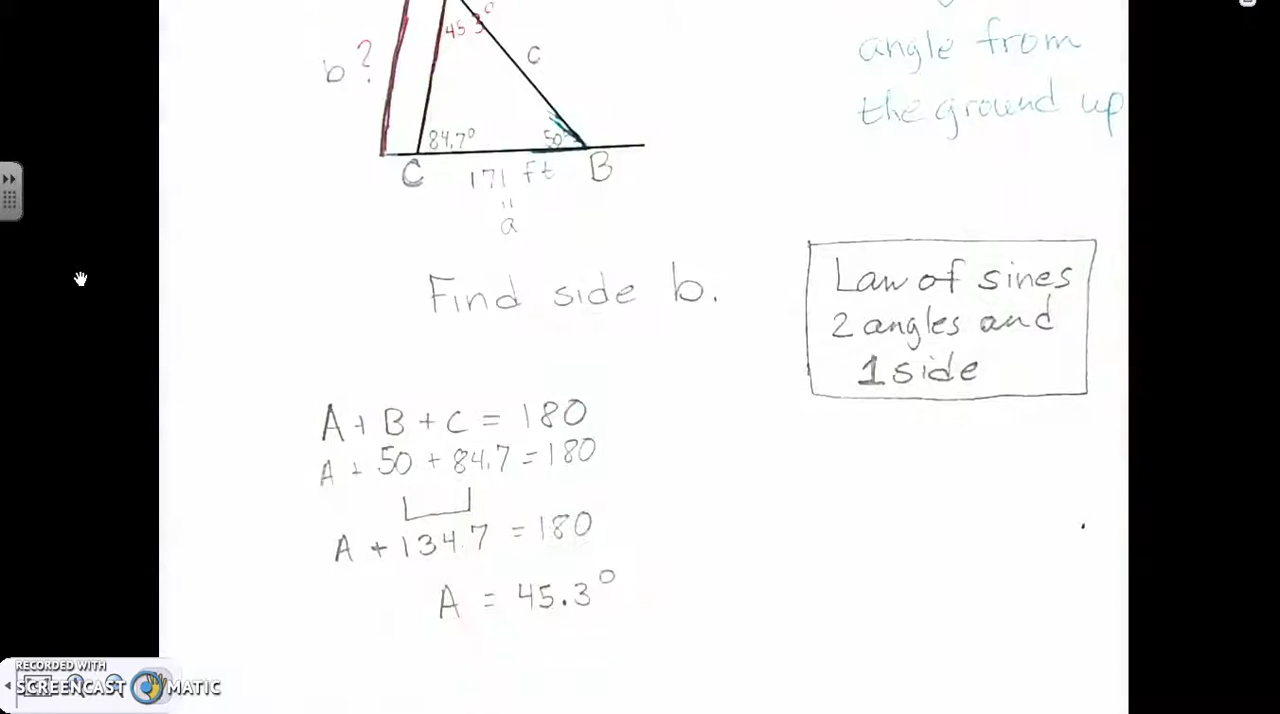 45.3°
angle from
c
b?
the ground up
84.7°
50°
C
171 ft
B
"
a
Find side b.
Law of sines
2 angles and
1 side
A + B + C = 180
A + 50 + 84.7 = 180
A + 134.7 = 180
A = 45.3°
RECORDED WITH
SCREENCAST MATIC